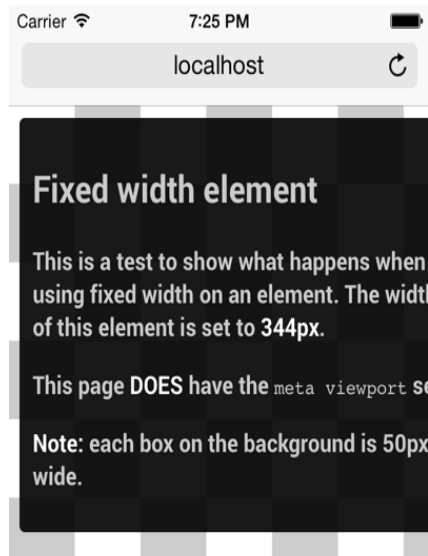 Carrier
7:25 PM
localhost
Fixed width element
This is a test to show what happens when
using fixed width on an element. The width
of this element is set to 344px.
This page DOES have the meta viewport se
Note: each box on the background is 50px
wide.